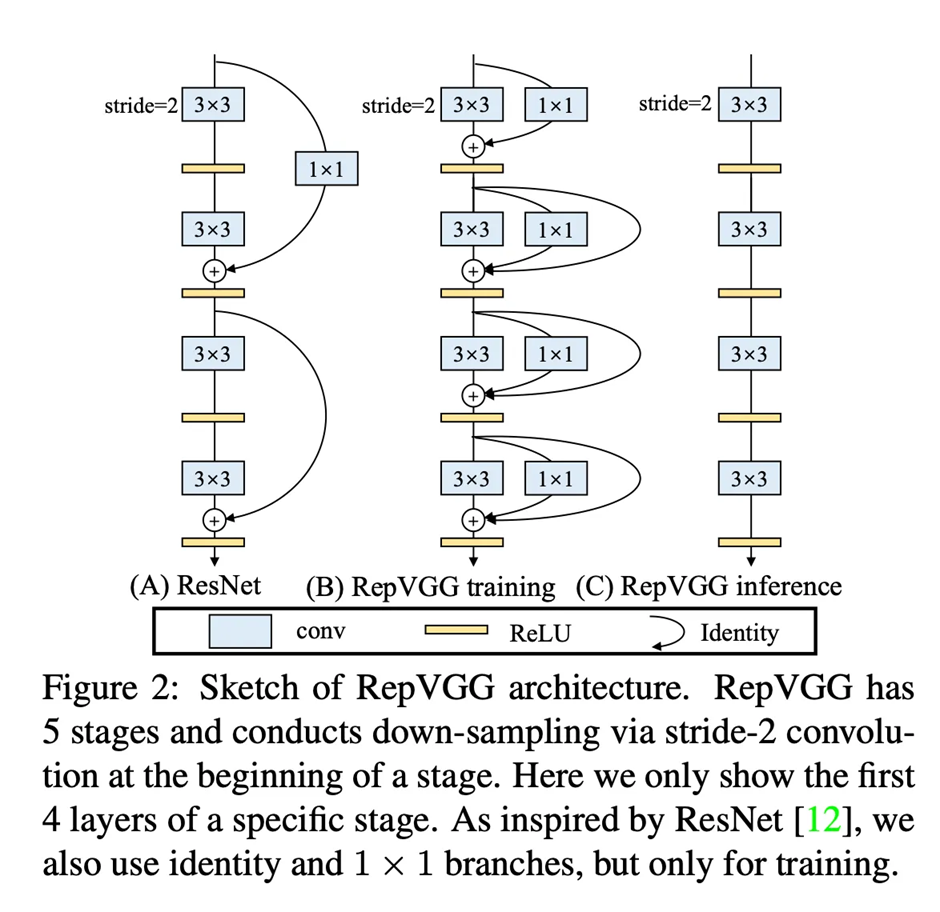 stride=2 3×3
1×1
3×3
3×3
3×3
stride=2 3×3 1×1
3×3 1×1
3×3 1×1
3×3 1×1
stride=2 3×3
3×3
3×3
3×3
(A) ResNet (B) RepVGG training (C) RepVGG inference
conv ReLU Identity
Figure 2: Sketch of RepVGG architecture. RepVGG has
5 stages and conducts down-sampling via stride-2 convolu-
tion at the beginning of a stage. Here we only show the first
4 layers of a specific stage. As inspired by ResNet [12], we
also use identity and 1 × 1 branches, but only for training.